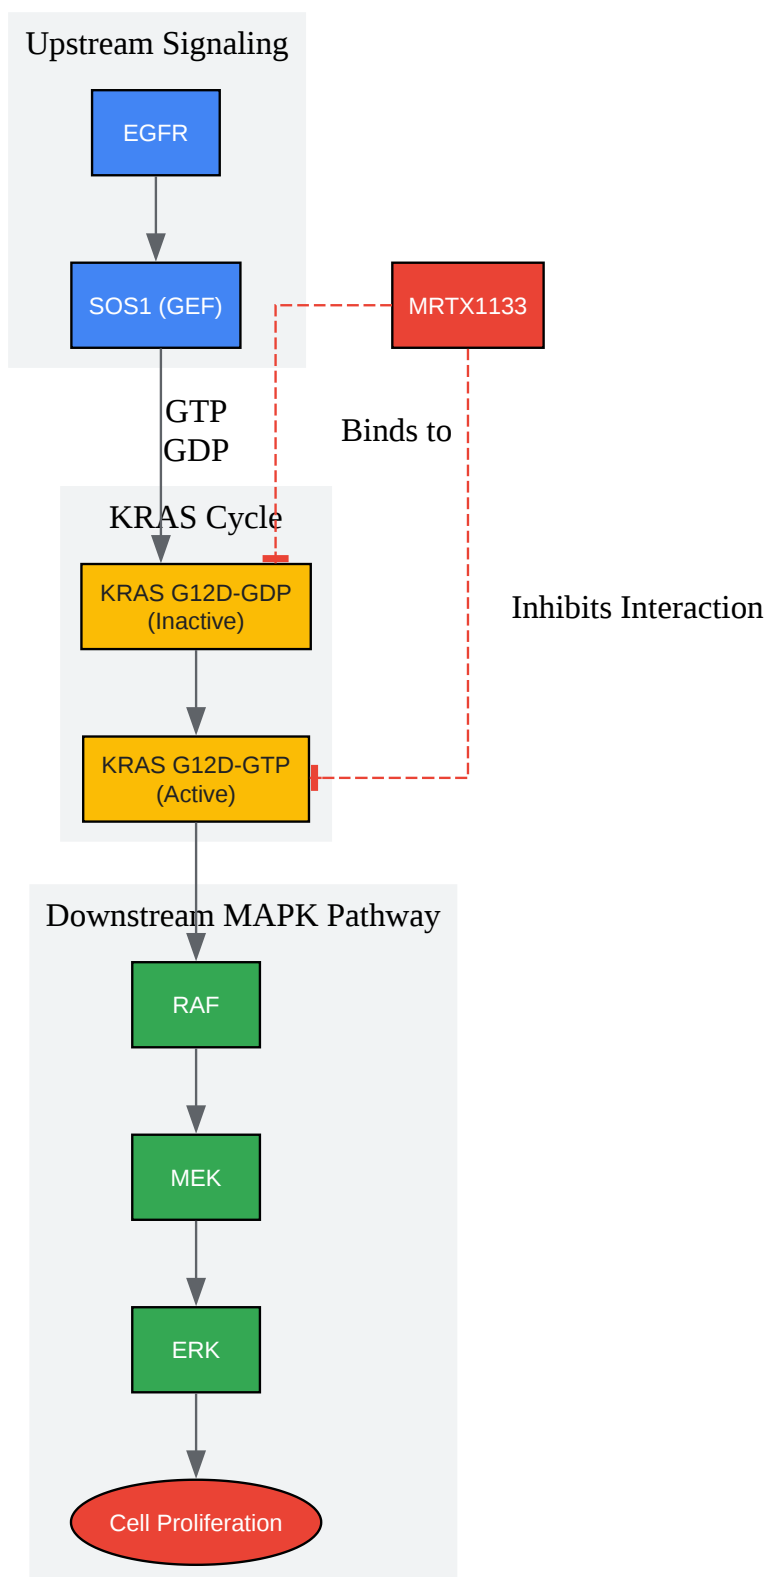 Upstream Signaling
EGFR
SOS1 (GEF)
MRTX1133
GTP
GDP
Binds to
KRAS Cycle
KRAS G12D-GDP
(Inactive)
Inhibits Interaction
KRAS G12D-GTP
(Active)
Downstream MAPK Pathway
RAF
MEK
ERK
Cell Proliferation